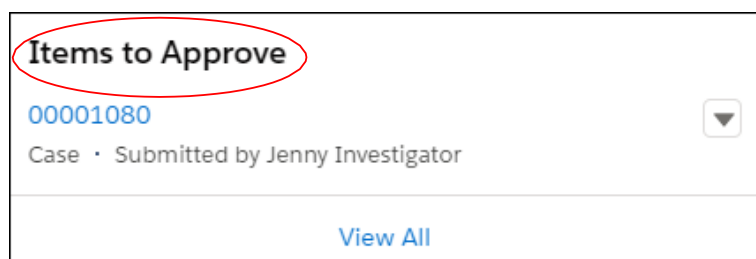 Items to Approve
00001080
Case · Submitted by Jenny Investigator
View All